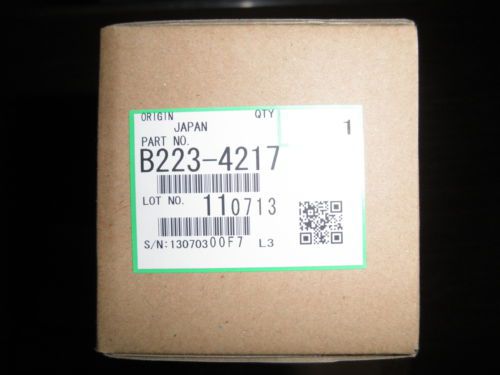 ORIGIN QTY
JAPAN 1
PART NO.
B223-4217
LOT NO. 110713
S/N:13070300F7 L3